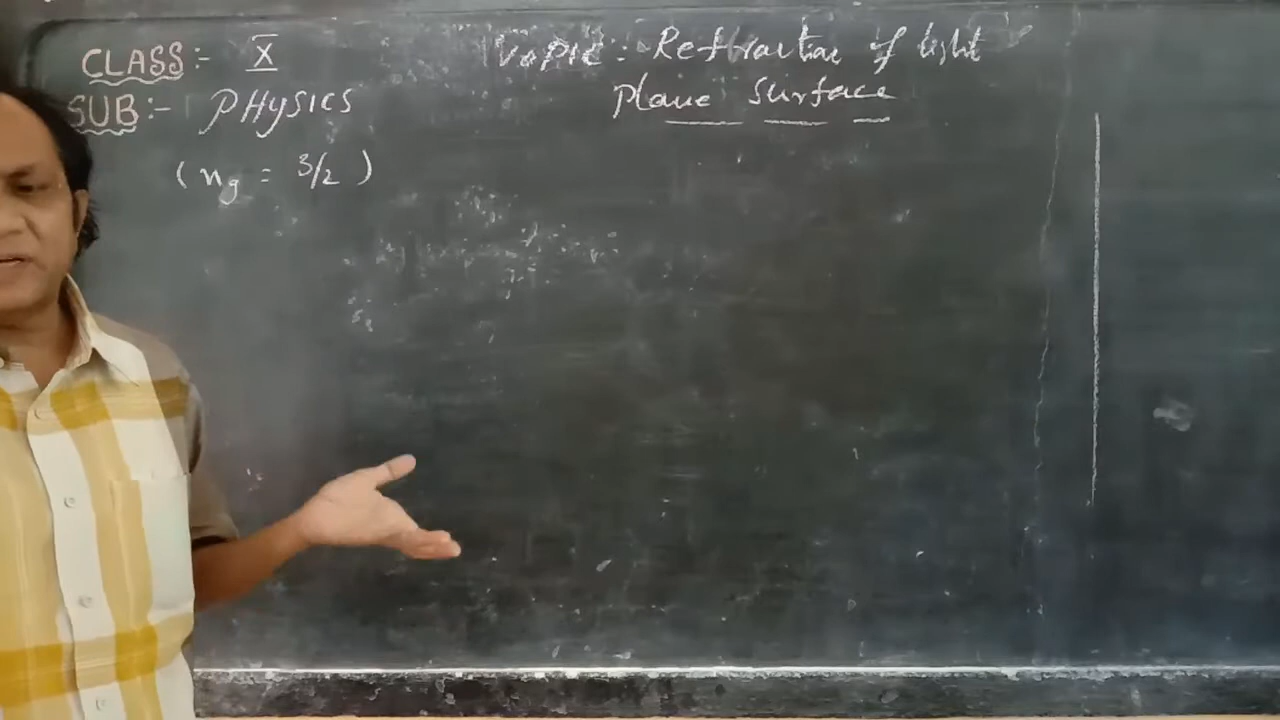 CLASS:- X
SUB:- PHYSICS
(ng = 3/2)
Topic: Refraction of light
plane surface